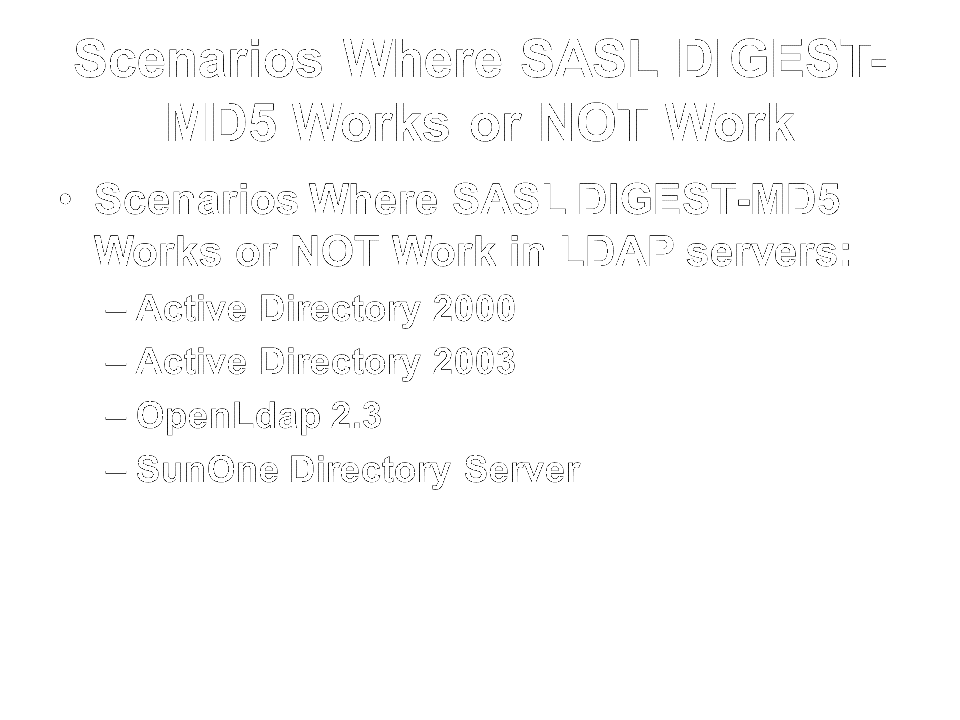 Scenarios Where SASL DIGEST-
MD5 Works or NOT Work
• Scenarios Where SASL DIGEST-MD5
Works or NOT Work in LDAP servers:
– Active Directory 2000
– Active Directory 2003
– OpenLdap 2.3
– SunOne Directory Server